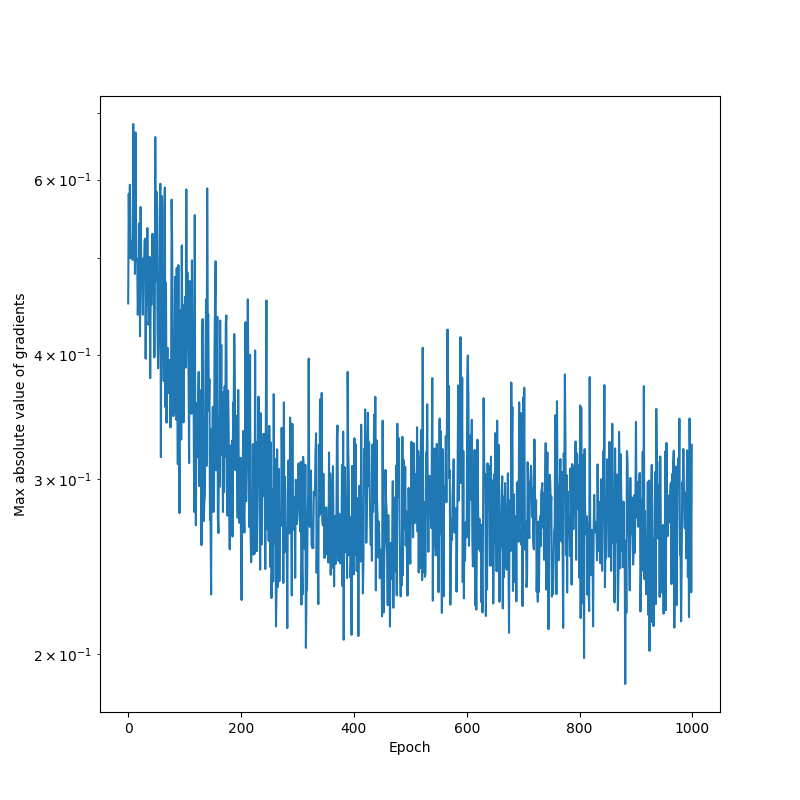 Max absolute value of gradients
6 × 10⁻¹
4 × 10⁻¹
3 × 10⁻¹
2 × 10⁻¹
0 200 400 600 800 1000
Epoch